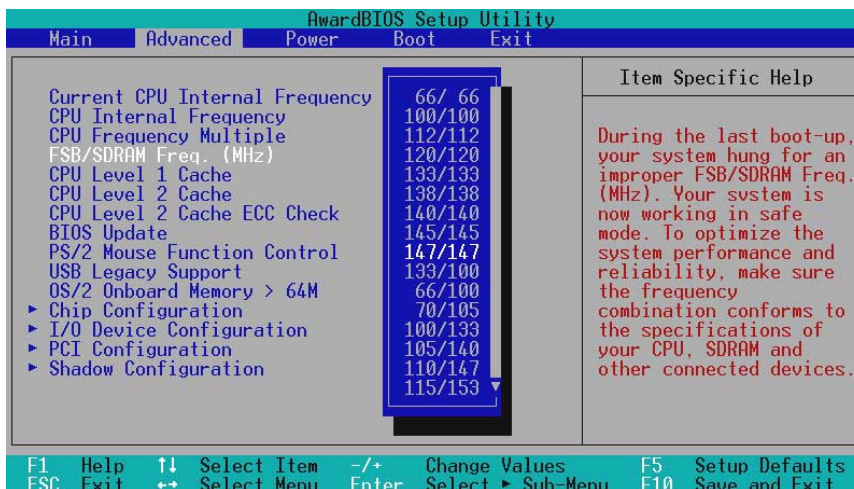 AwardBIOS Setup Utility
Main Advanced Power Boot Exit
Current CPU Internal Frequency
CPU Internal Frequency
CPU Frequency Multiple
FSB/SDRAM Freq. (MHz)
CPU Level 1 Cache
CPU Level 2 Cache
CPU Level 2 Cache ECC Check
BIOS Update
PS/2 Mouse Function Control
USB Legacy Support
OS/2 Onboard Memory > 64M
▶ Chip Configuration
▶ I/O Device Configuration
▶ PCI Configuration
▶ Shadow Configuration
66/ 66
100/100
112/112
120/120
133/133
138/138
140/140
145/145
147/147
133/100
66/100
70/105
100/133
105/140
110/147
115/153
Item Specific Help
During the last boot-up,
your system hung for an
improper FSB/SDRAM Freq.
(MHz). Your system is
now working in safe
mode. To optimize the
system performance and
reliability, make sure
the frequency
combination conforms to
the specifications of
your CPU, SDRAM and
other connected devices.
F1 Help ↑↓ Select Item -/+ Change Values F5 Setup Defaults
ESC Exit ←→ Select Menu Enter Select ▶ Sub-Menu F10 Save and Exit